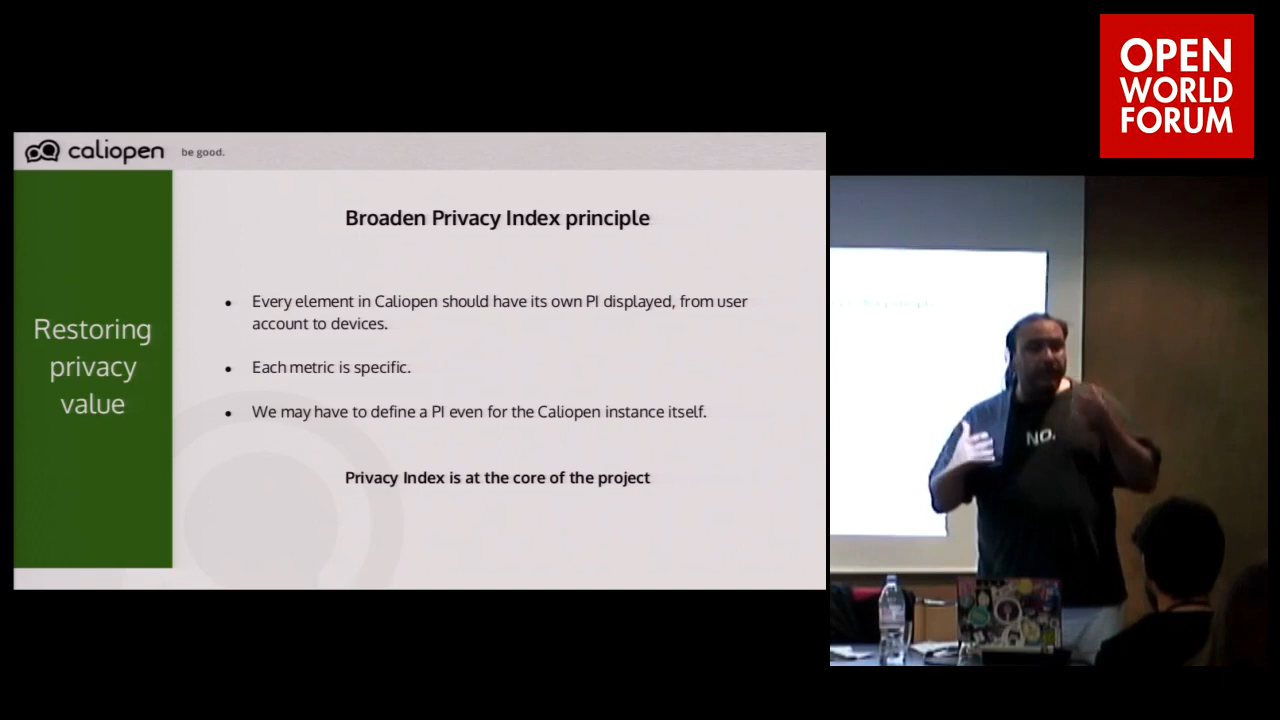 OPEN
WORLD
FORUM
caliopen be good.
Restoring
privacy
value
Broaden Privacy Index principle
• Every element in Caliopen should have its own PI displayed, from user
account to devices.
• Each metric is specific.
• We may have to define a PI even for the Caliopen instance itself.
Privacy Index is at the core of the project
NO.